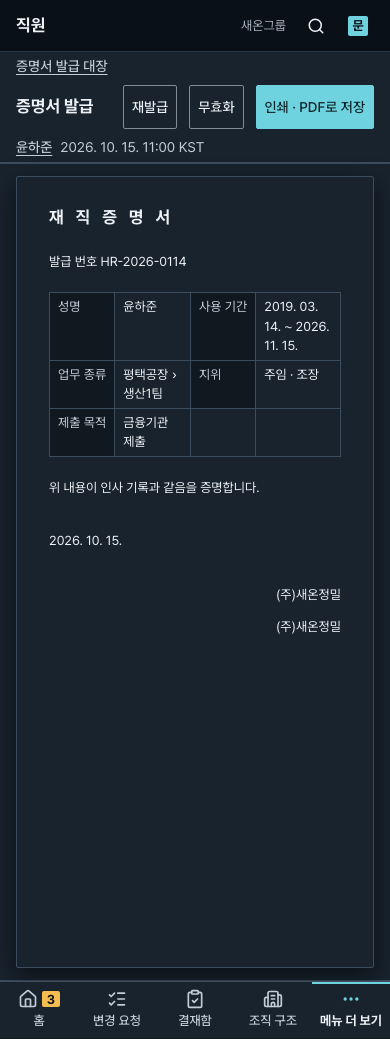 직원
새온그룹
문
증명서 발급 대장
증명서 발급
재발급
무효화
인쇄 · PDF로 저장
윤하준 2026. 10. 15. 11:00 KST
재 직 증 명 서
발급 번호 HR-2026-0114
성명
윤하준
사용 기간
2019. 03.
14. ~ 2026.
11. 15.
업무 종류
평택공장 ›
생산1팀
지위
주임 · 조장
제출 목적
금융기관
제출
위 내용이 인사 기록과 같음을 증명합니다.
2026. 10. 15.
(주)새온정밀
(주)새온정밀
3
홈
변경 요청
결재함
조직 구조
메뉴 더 보기